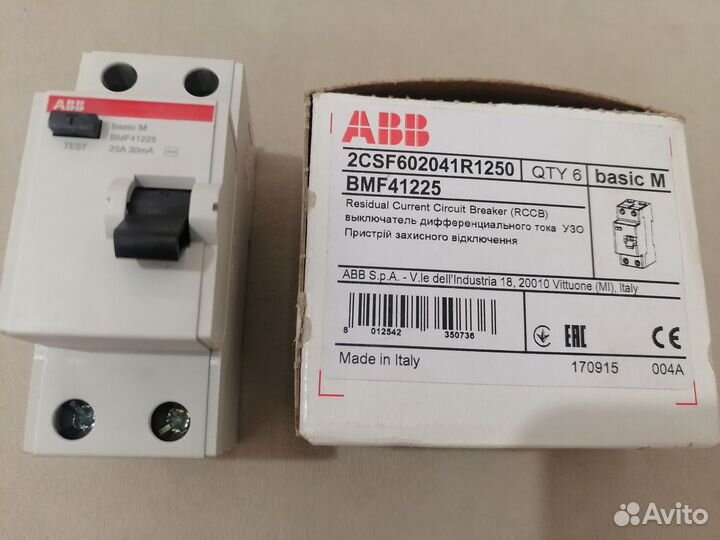 ABB
basic M
BMF41225
25A 30mA
TEST
ABB
2CSF602041R1250 QTY 6 basic M
BMF41225
Residual Current Circuit Breaker (RCCB)
выключатель дифференциального тока УЗО
Пристрій захисного відключення
ABB S.p.A. - V.le dell'Industria 18, 20010 Vittuone (MI), Italy
8 012542 350736
EAC CE
Made in Italy 170915 004A
Avito